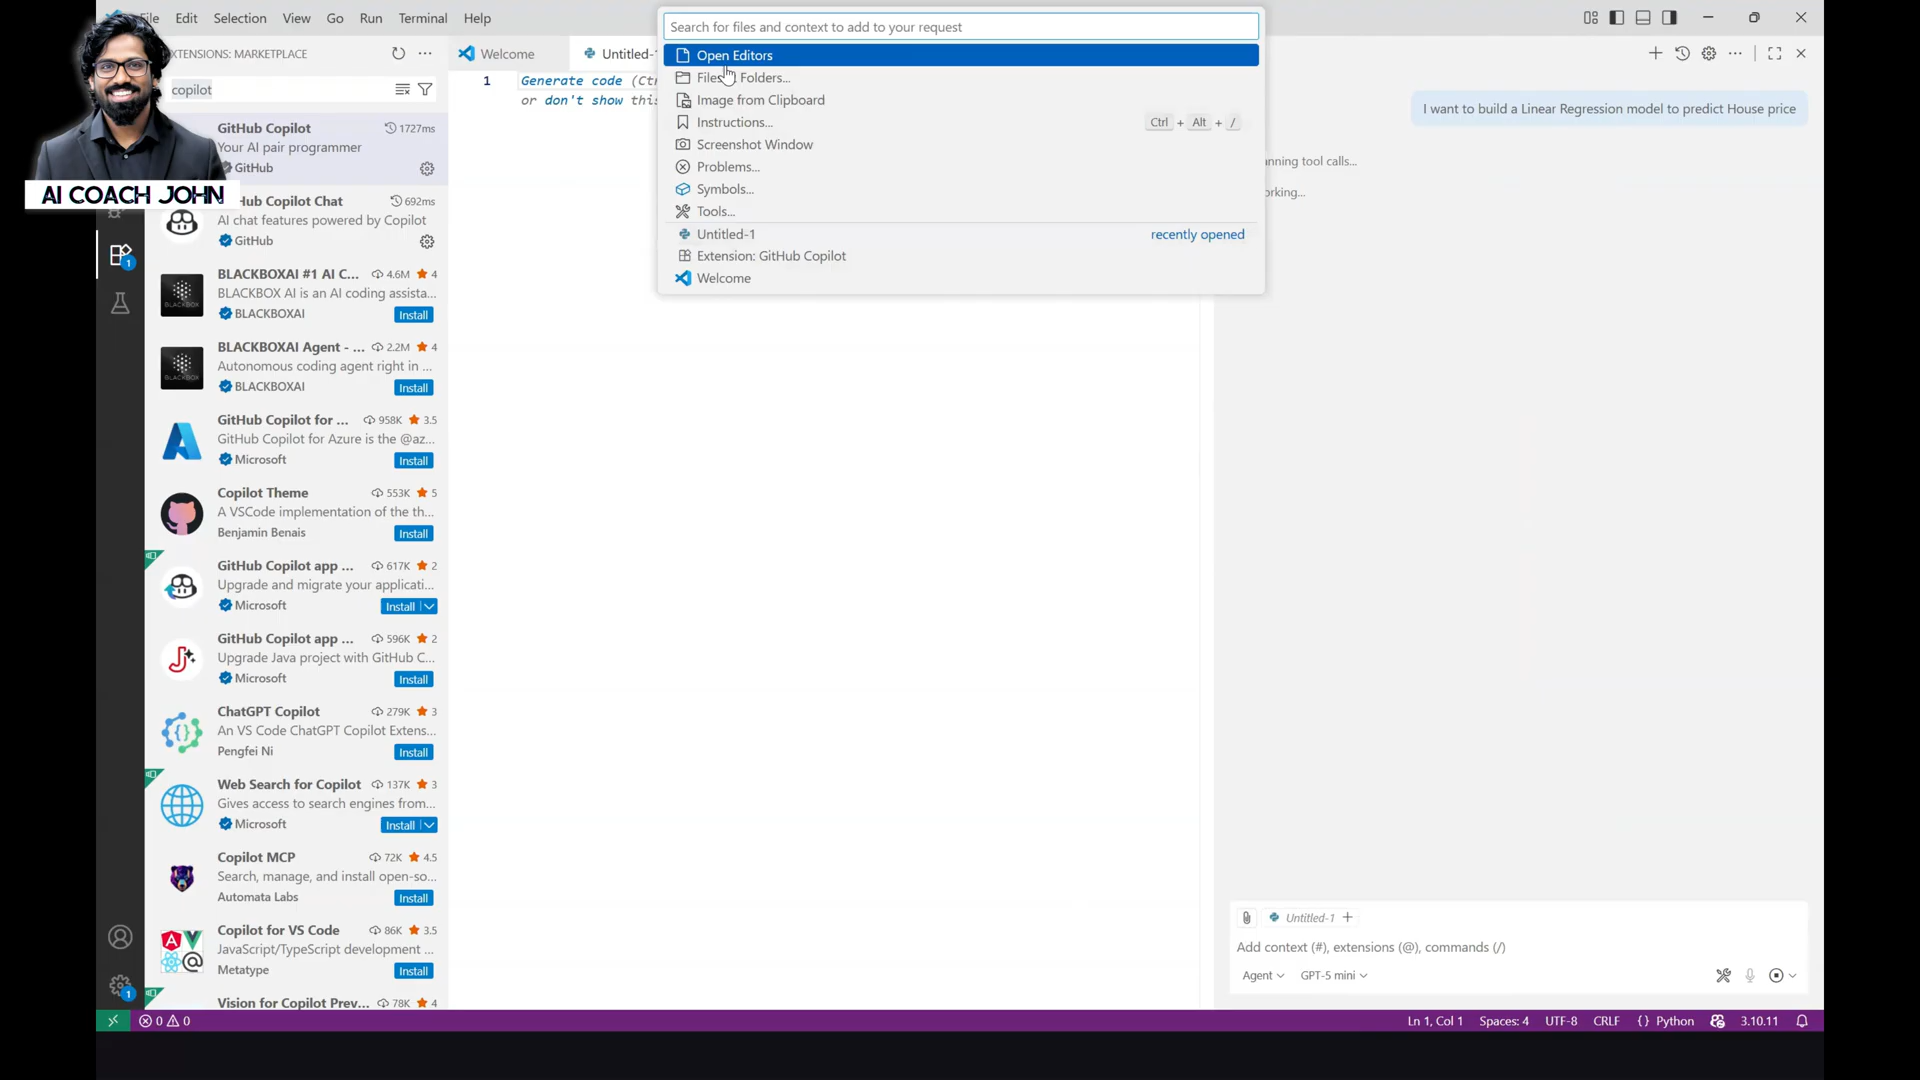 File Edit Selection View Go Run Terminal Help
EXTENSIONS: MARKETPLACE
copilot
AI COACH JOHN
GitHub Copilot 1727ms
Your AI pair programmer
GitHub
Hub Copilot Chat 692ms
AI chat features powered by Copilot
GitHub
BLACKBOXAI #1 AI C... 4.6M 4
BLACKBOX AI is an AI coding assista...
BLACKBOXAI Install
BLACKBOXAI Agent - ... 2.2M 4
Autonomous coding agent right in ...
BLACKBOXAI Install
GitHub Copilot for ... 958K 3.5
GitHub Copilot for Azure is the @az...
Microsoft Install
Copilot Theme 553K 5
A VSCode implementation of the th...
Benjamin Benais Install
GitHub Copilot app ... 617K 2
Upgrade and migrate your applicati...
Microsoft Install
GitHub Copilot app ... 596K 2
Upgrade Java project with GitHub C...
Microsoft Install
ChatGPT Copilot 279K 3
An VS Code ChatGPT Copilot Extens...
Pengfei Ni Install
Web Search for Copilot 137K 3
Gives access to search engines from...
Microsoft Install
Copilot MCP 72K 4.5
Search, manage, and install open-so...
Automata Labs Install
Copilot for VS Code 86K 3.5
JavaScript/TypeScript development ...
Metatype Install
Vision for Copilot Prev... 78K 4
1
1
Welcome Untitled-
1 Generate code (Ct
or don't show this
Search for files and context to add to your request
Open Editors
Files Folders...
Image from Clipboard
Instructions... Ctrl + Alt + /
Screenshot Window
Problems...
Symbols...
Tools...
Untitled-1 recently opened
Extension: GitHub Copilot
Welcome
I want to build a Linear Regression model to predict House price
nning tool calls...
orking...
Untitled-1 +
Add context (#), extensions (@), commands (/)
Agent GPT-5 mini
0 0
Ln 1, Col 1 Spaces: 4 UTF-8 CRLF {} Python 3.10.11